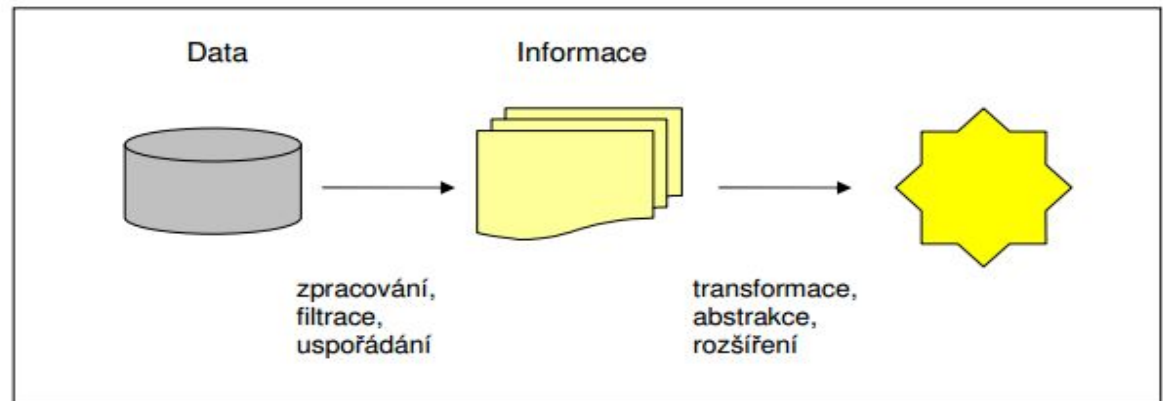 Data
Informace
zpracování,
filtrace,
uspořádání
transformace,
abstrakce,
rozšíření